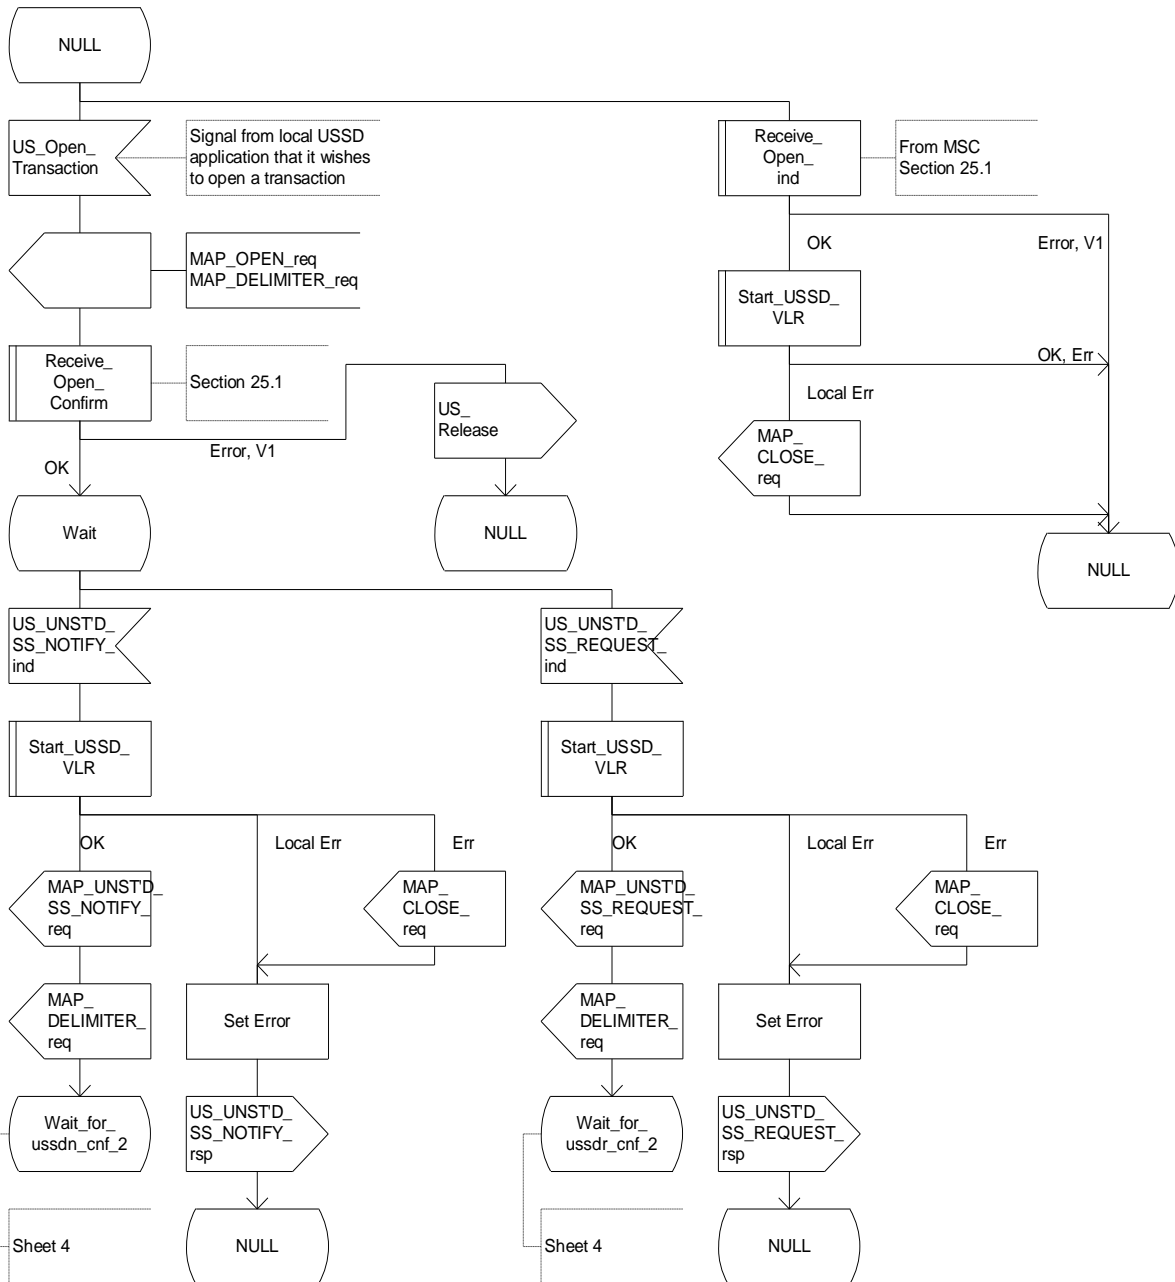 NULL
US_Open_
Transaction
Signal from local USSD
application that it wishes
to open a transaction
Receive_
Open_
ind
From MSC
Section 25.1
MAP_OPEN_req
MAP_DELIMITER_req
OK
Error, V1
Start_USSD_
VLR
Receive_
Open_
Confirm
Section 25.1
OK, Err
Local Err
US_
Release
MAP_
CLOSE_
req
Error, V1
OK
Wait
NULL
NULL
US_UNST'D_
SS_NOTIFY_
ind
US_UNST'D_
SS_REQUEST_
ind
Start_USSD_
VLR
Start_USSD_
VLR
OK
Local Err
Err
OK
Local Err
Err
MAP_UNST'D_
SS_NOTIFY_
req
MAP_
CLOSE_
req
MAP_UNST'D_
SS_REQUEST_
req
MAP_
CLOSE_
req
MAP_
DELIMITER_
req
Set Error
MAP_
DELIMITER_
req
Set Error
Wait_for_
ussdn_cnf_2
US_UNST'D_
SS_NOTIFY_
rsp
Wait_for_
ussdr_cnf_2
US_UNST'D_
SS_REQUEST_
rsp
Sheet 4
NULL
Sheet 4
NULL